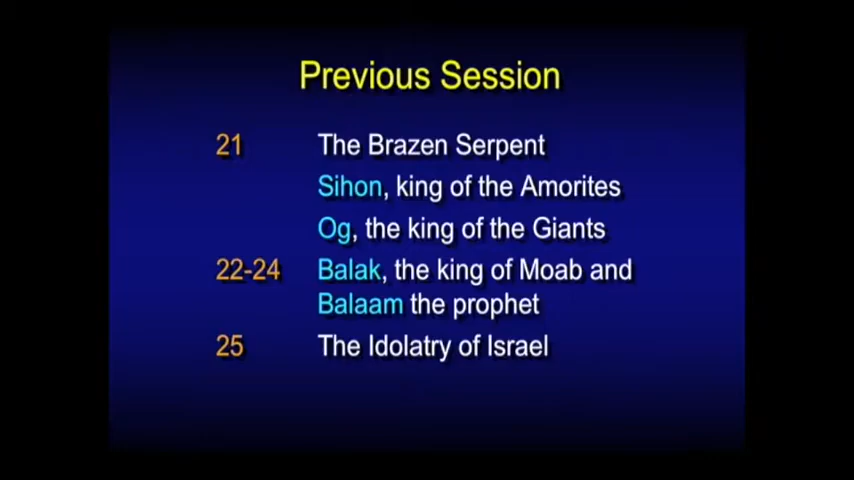 Previous Session
21 The Brazen Serpent
Sihon, king of the Amorites
Og, the king of the Giants
22-24 Balak, the king of Moab and
Balaam the prophet
25 The Idolatry of Israel